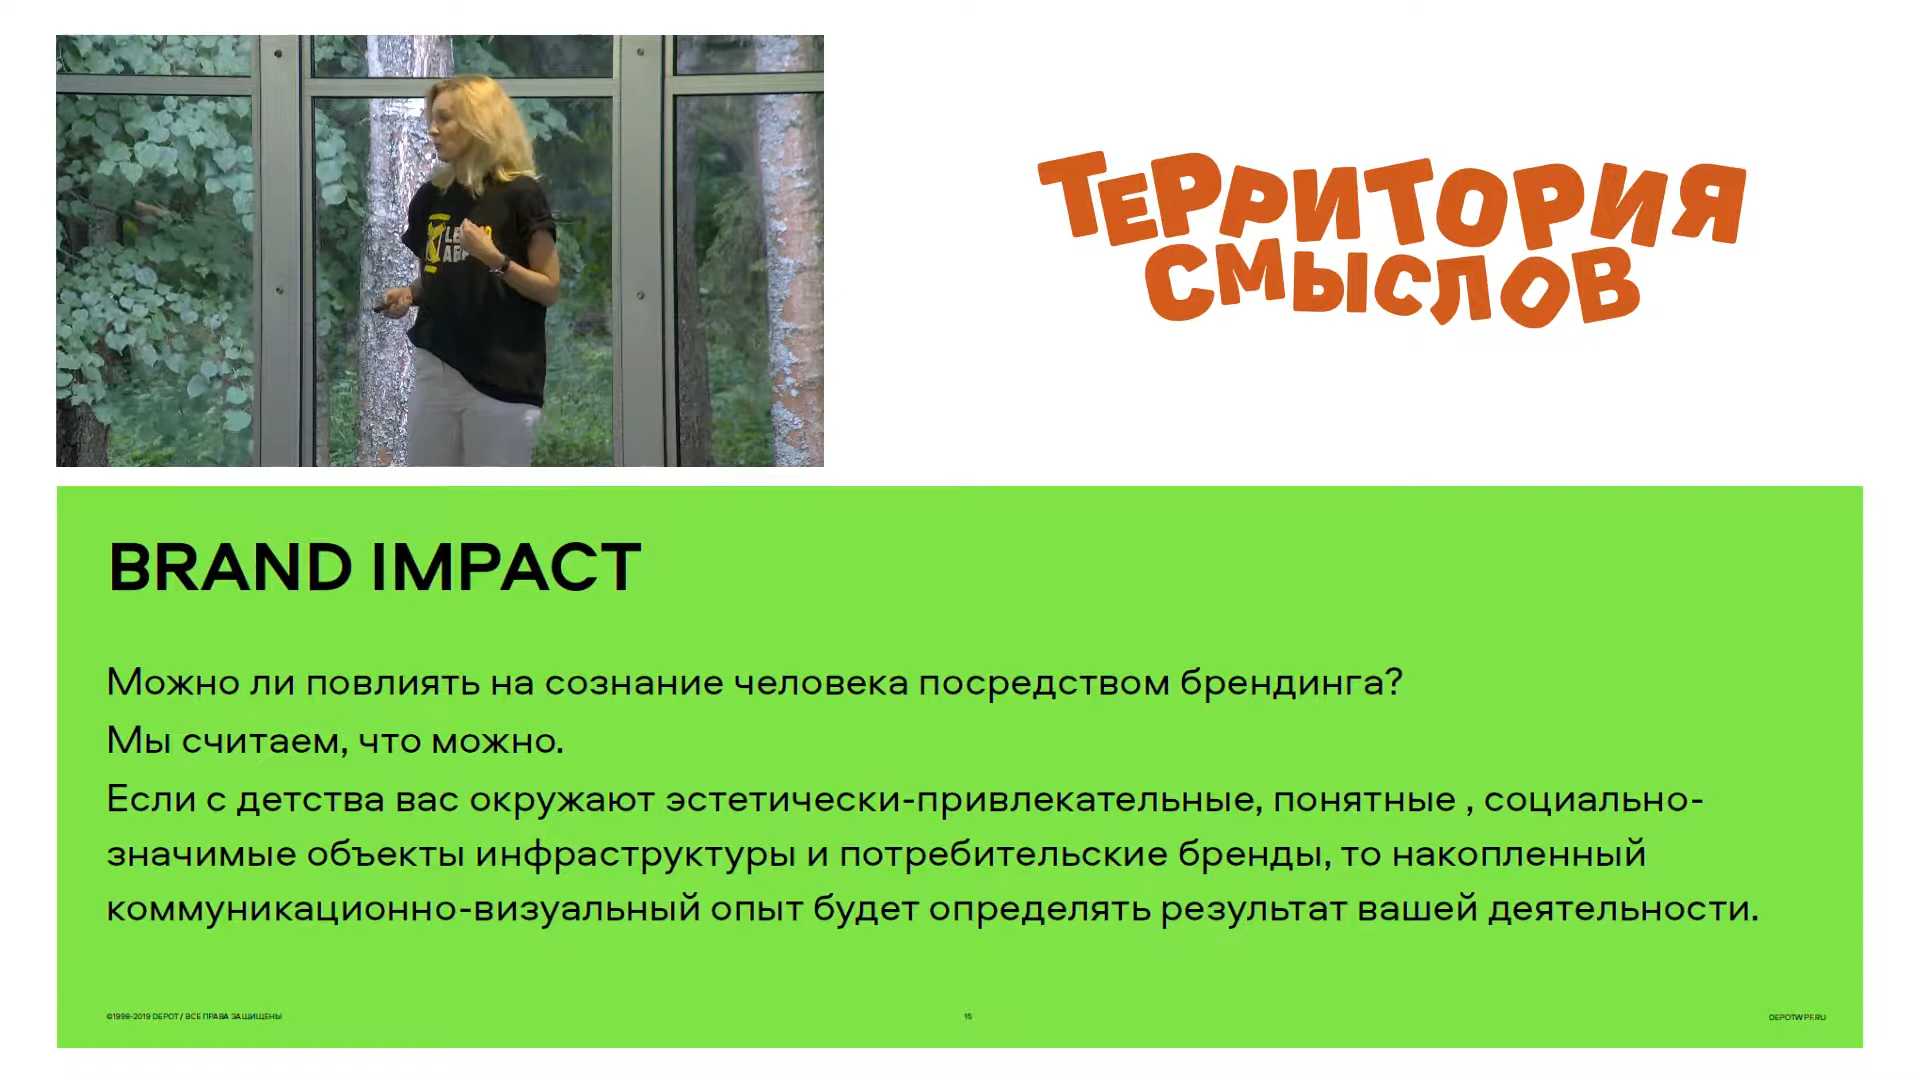 ТЕРРИТОРИЯ
СМЫСЛОВ
BRAND IMPACT
Можно ли повлиять на сознание человека посредством брендинга?
Мы считаем, что можно.
Если с детства вас окружают эстетически-привлекательные, понятные , социально-
значимые объекты инфраструктуры и потребительские бренды, то накопленный
коммуникационно-визуальный опыт будет определять результат вашей деятельности.
©1998-2019 DEPOT / ВСЕ ПРАВА ЗАЩИЩЕНЫ
15
DEPOTWPF.RU